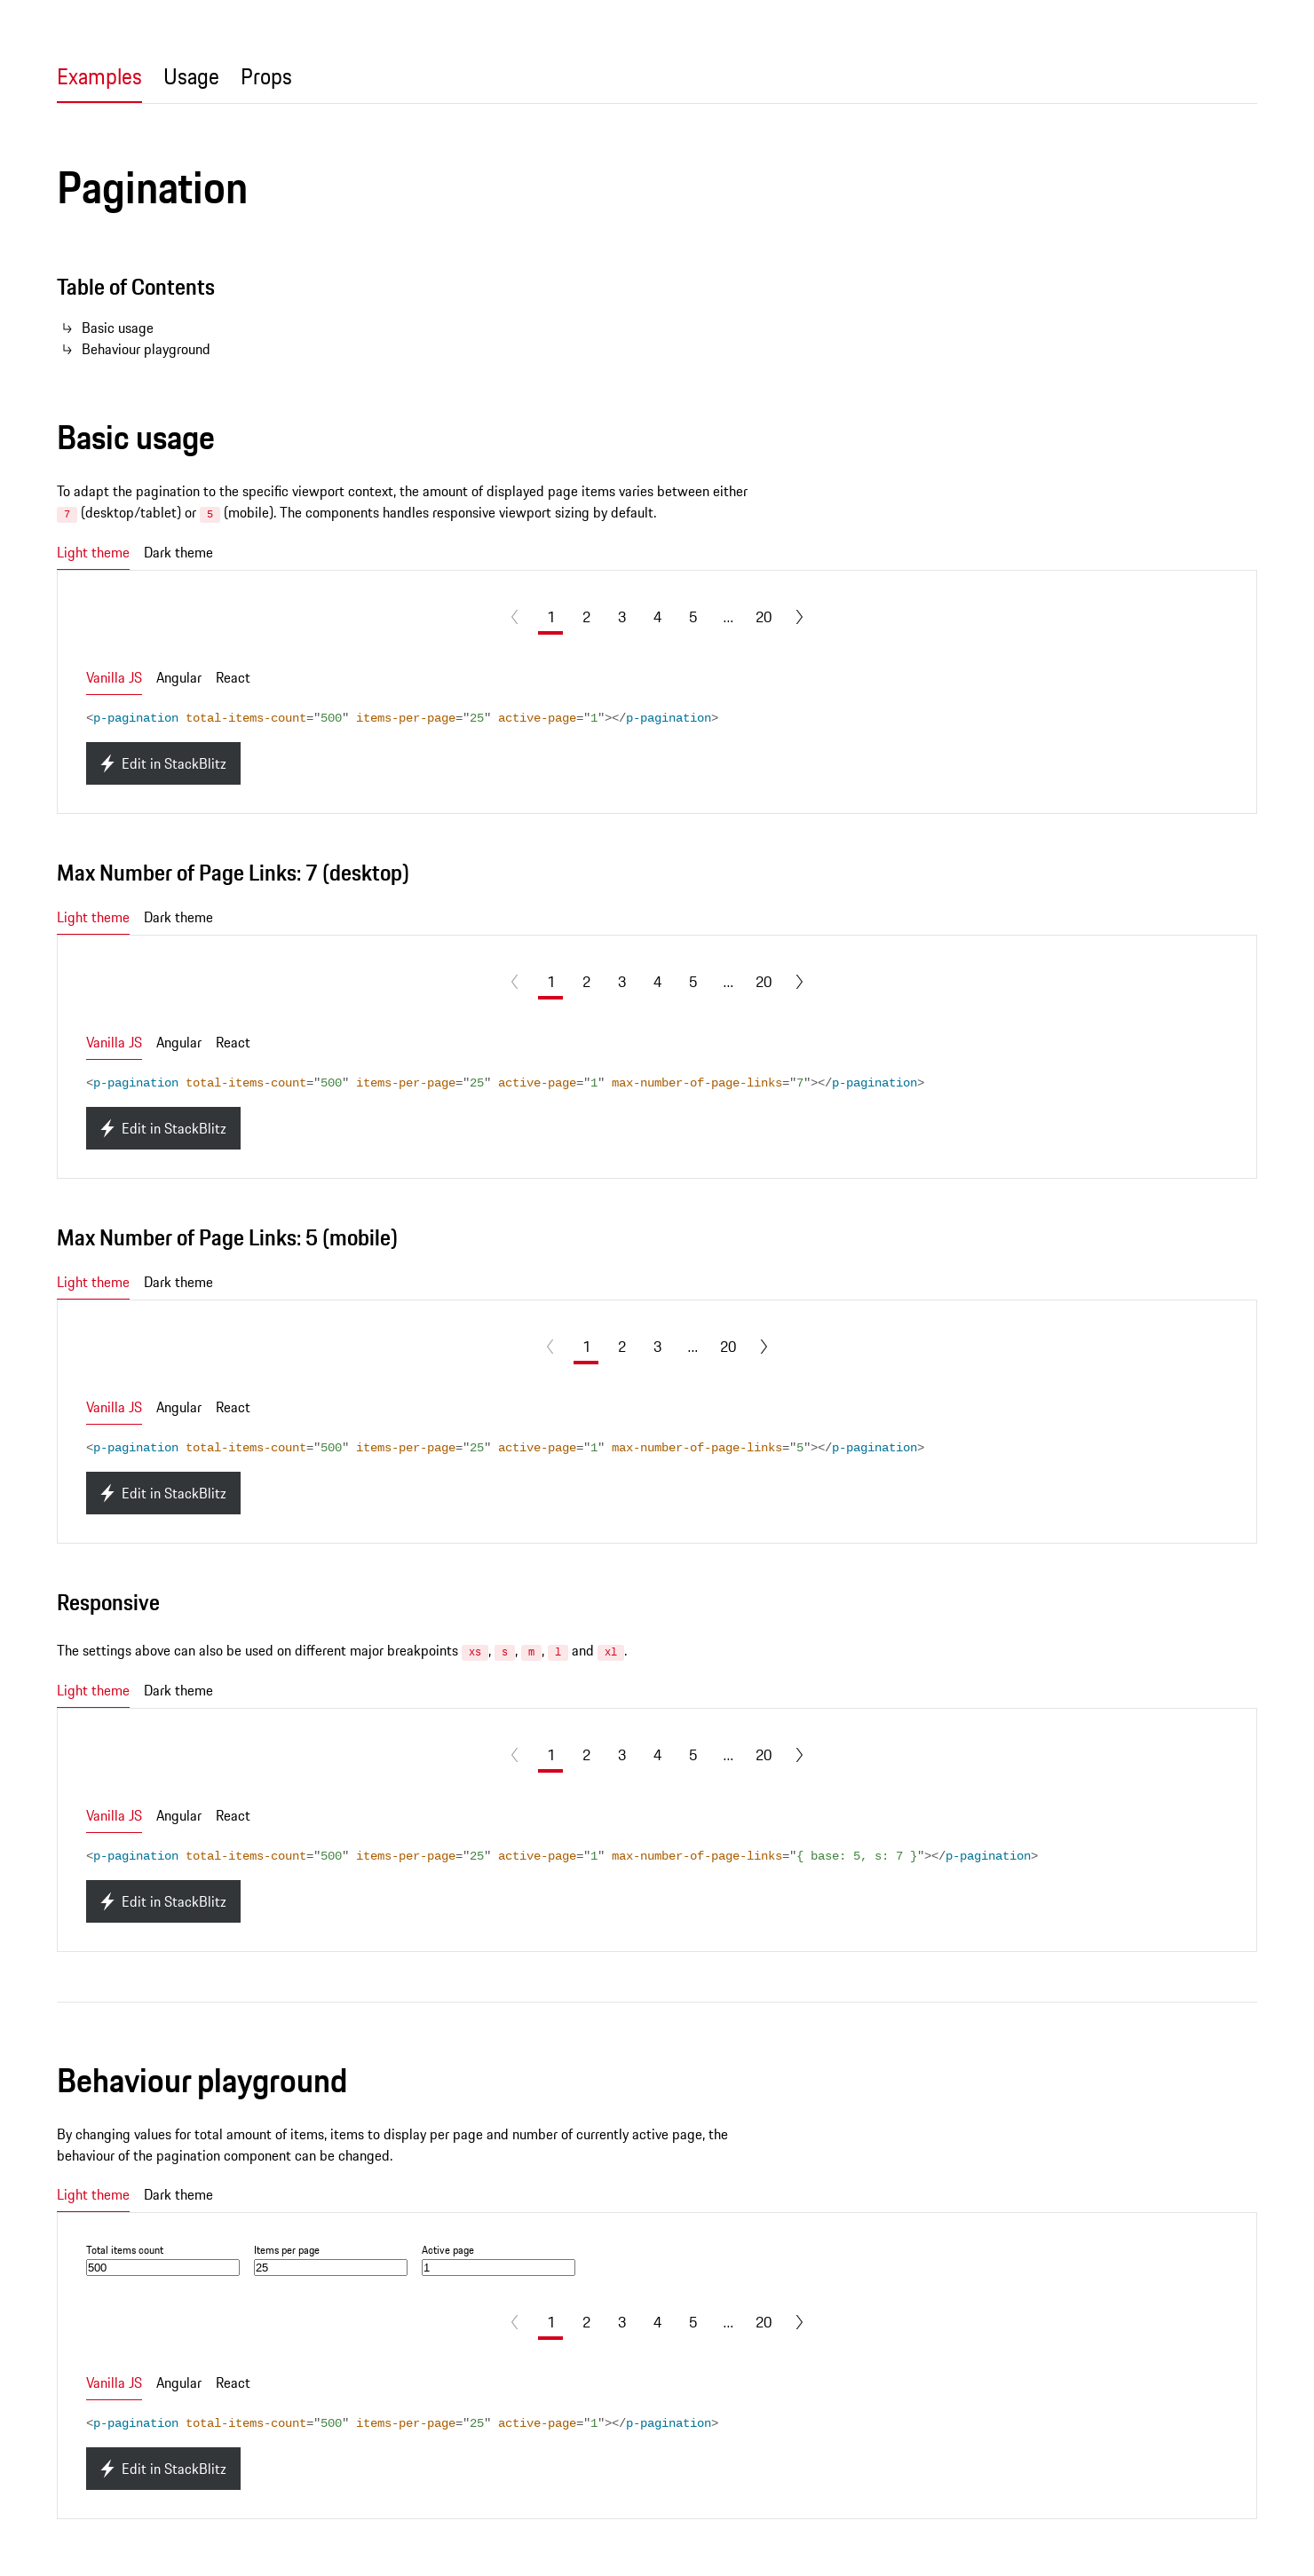 Examples Usage Props
Pagination
Table of Contents
Basic usage
Behaviour playground
Basic usage
To adapt the pagination to the specific viewport context, the amount of displayed page items varies between either
7 (desktop/tablet) or 5 (mobile). The components handles responsive viewport sizing by default.
Light theme Dark theme
1 2 3 4 5 ... 20
Vanilla JS Angular React
<p-pagination total-items-count="500" items-per-page="25" active-page="1"></p-pagination>
Edit in StackBlitz
Max Number of Page Links: 7 (desktop)
Light theme Dark theme
1 2 3 4 5 ... 20
Vanilla JS Angular React
<p-pagination total-items-count="500" items-per-page="25" active-page="1" max-number-of-page-links="7"></p-pagination>
Edit in StackBlitz
Max Number of Page Links: 5 (mobile)
Light theme Dark theme
1 2 3 ... 20
Vanilla JS Angular React
<p-pagination total-items-count="500" items-per-page="25" active-page="1" max-number-of-page-links="5"></p-pagination>
Edit in StackBlitz
Responsive
The settings above can also be used on different major breakpoints xs, s, m, l and xl.
Light theme Dark theme
1 2 3 4 5 ... 20
Vanilla JS Angular React
<p-pagination total-items-count="500" items-per-page="25" active-page="1" max-number-of-page-links="{ base: 5, s: 7 }"></p-pagination>
Edit in StackBlitz
Behaviour playground
By changing values for total amount of items, items to display per page and number of currently active page, the
behaviour of the pagination component can be changed.
Light theme Dark theme
Total items count Items per page Active page
500 25 1
1 2 3 4 5 ... 20
Vanilla JS Angular React
<p-pagination total-items-count="500" items-per-page="25" active-page="1"></p-pagination>
Edit in StackBlitz